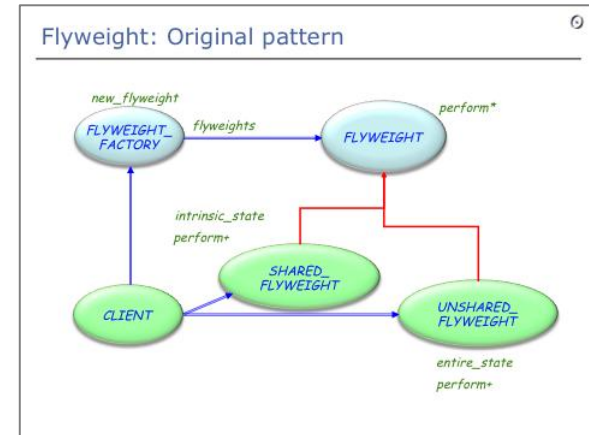 Flyweight: Original pattern
new_flyweight
perform*
FLYWEIGHT_
FACTORY
flyweights
FLYWEIGHT
intrinsic_state
perform+
SHARED_
FLYWEIGHT
CLIENT
UNSHARED_
FLYWEIGHT
entire_state
perform+